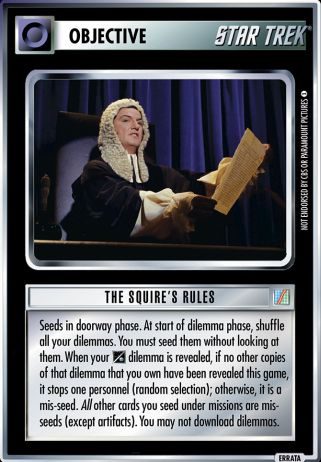 OBJECTIVE
STAR TREK®
NOT ENDORSED BY CBS OR PARAMOUNT PICTURES
THE SQUIRE'S RULES
Seeds in doorway phase. At start of dilemma phase, shuffle
all your dilemmas. You must seed them without looking at
them. When your dilemma is revealed, if no other copies
of that dilemma that you own have been revealed this game,
it stops one personnel (random selection); otherwise, it is
a mis-seed. All other cards you seed under missions are mis-
seeds (except artifacts). You may not download dilemmas.
ERRATA